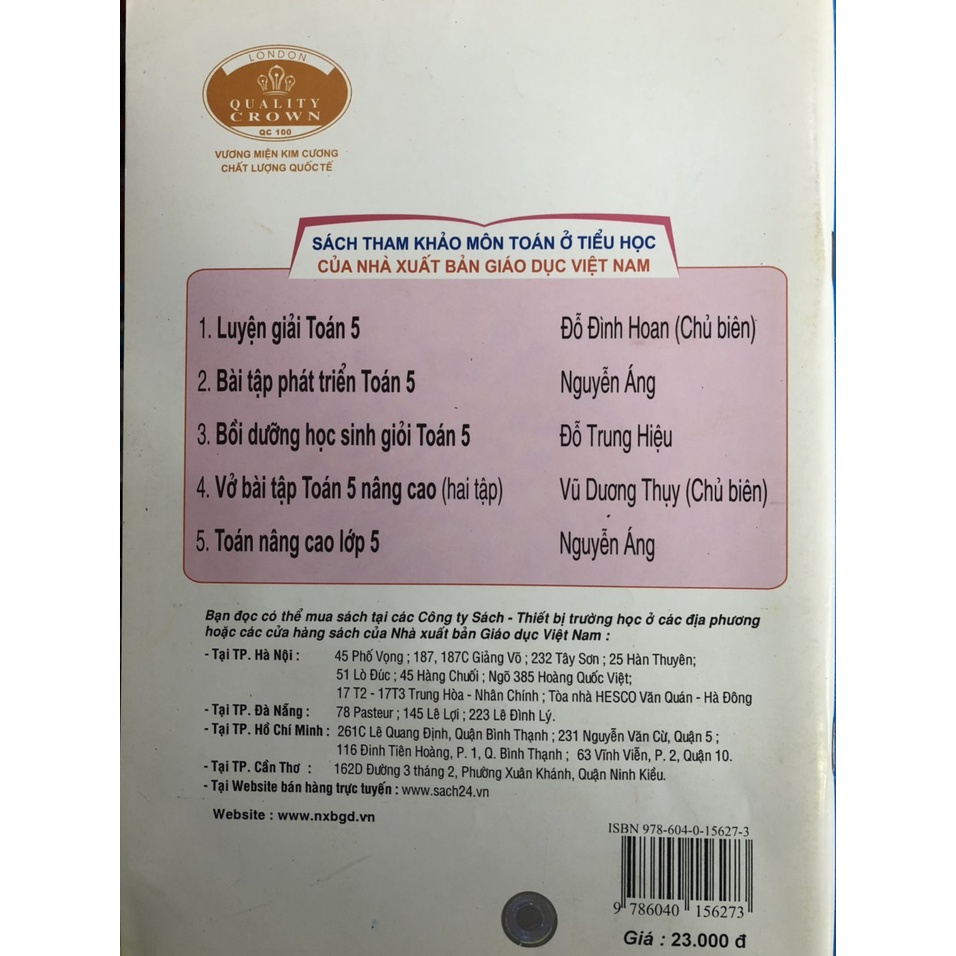 LONDON
QUALITY
CROWN
QC 100
VƯƠNG MIỆN KIM CƯƠNG
CHẤT LƯỢNG QUỐC TẾ
SÁCH THAM KHẢO MÔN TOÁN Ở TIỂU HỌC
CỦA NHÀ XUẤT BẢN GIÁO DỤC VIỆT NAM
1. Luyện giải Toán 5 Đỗ Đình Hoan (Chủ biên)
2. Bài tập phát triển Toán 5 Nguyễn Áng
3. Bồi dưỡng học sinh giỏi Toán 5 Đỗ Trung Hiệu
4. Vở bài tập Toán 5 nâng cao (hai tập) Vũ Dương Thụy (Chủ biên)
5. Toán nâng cao lớp 5 Nguyễn Áng
Bạn đọc có thể mua sách tại các Công ty Sách - Thiết bị trường học ở các địa phương
hoặc các cửa hàng sách của Nhà xuất bản Giáo dục Việt Nam :
- Tại TP. Hà Nội : 45 Phố Vọng ; 187, 187C Giảng Võ ; 232 Tây Sơn ; 25 Hàn Thuyên;
51 Lò Đúc ; 45 Hàng Chuối ; Ngõ 385 Hoàng Quốc Việt;
17 T2 - 17T3 Trung Hòa - Nhân Chính ; Tòa nhà HESCO Văn Quán - Hà Đông
- Tại TP. Đà Nẵng : 78 Pasteur ; 145 Lê Lợi ; 223 Lê Đình Lý.
- Tại TP. Hồ Chí Minh : 261C Lê Quang Định, Quận Bình Thạnh ; 231 Nguyễn Văn Cừ, Quận 5 ;
116 Đinh Tiên Hoàng, P. 1, Q. Bình Thạnh ; 63 Vĩnh Viễn, P. 2, Quận 10.
- Tại TP. Cần Thơ : 162D Đường 3 tháng 2, Phường Xuân Khánh, Quận Ninh Kiều.
- Tại Website bán hàng trực tuyến : www.sach24.vn
Website : www.nxbgd.vn
ISBN 978-604-0-15627-3
9 786040 156273
Giá : 23.000 đ